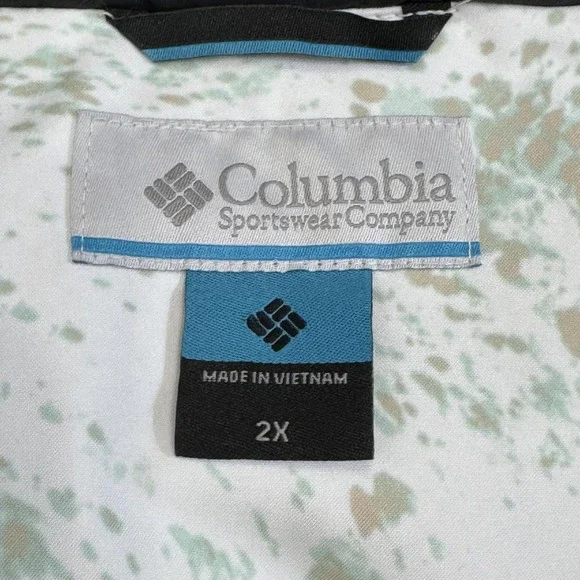 Columbia
Sportswear Company
MADE IN VIETNAM
2X